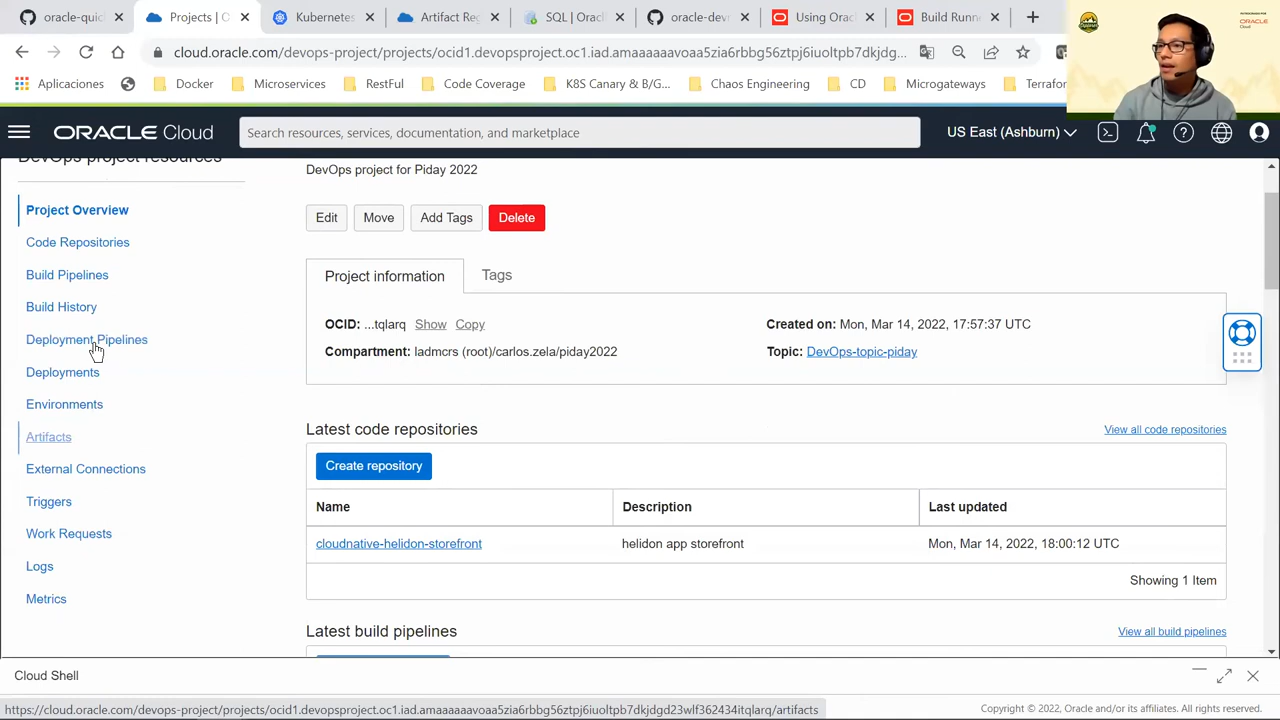 oracle-quic
Projects | O
Kubernetes
Artifact Reg
oracle-dev
Using Orac
Build Runn
cloud.oracle.com/devops-project/projects/ocid1.devopsproject.oc1.iad.amaaaaaavoaa5zia6rbbg56ztpj6iuoltpb7dkjdg...
Aplicaciones
Docker
Microservices
RestFul
Code Coverage
K8S Canary & B/G...
Chaos Engineering
CD
Microgateways
Terrafo
ORACLE Cloud
Search resources, services, documentation, and marketplace
US East (Ashburn)
DevOps project resources
DevOps project for Piday 2022
Edit
Move
Add Tags
Delete
Project Overview
Code Repositories
Build Pipelines
Build History
Deployment Pipelines
Deployments
Environments
Artifacts
External Connections
Triggers
Work Requests
Logs
Metrics
Project information
Tags
OCID: ...tqlarq Show Copy
Created on: Mon, Mar 14, 2022, 17:57:37 UTC
Compartment: ladmcrs (root)/carlos.zela/piday2022
Topic: DevOps-topic-piday
Latest code repositories
View all code repositories
Create repository
Name
Description
Last updated
cloudnative-helidon-storefront
helidon app storefront
Mon, Mar 14, 2022, 18:00:12 UTC
Showing 1 Item
Latest build pipelines
View all build pipelines
Cloud Shell
https://cloud.oracle.com/devops-project/projects/ocid1.devopsproject.oc1.iad.amaaaaaavoaa5zia6rbbg56ztpj6iuoltpb7dkjdgd23wlf362434itqlarq/artifacts
Copyright © 2022, Oracle and/or its affiliates. All rights reserved.